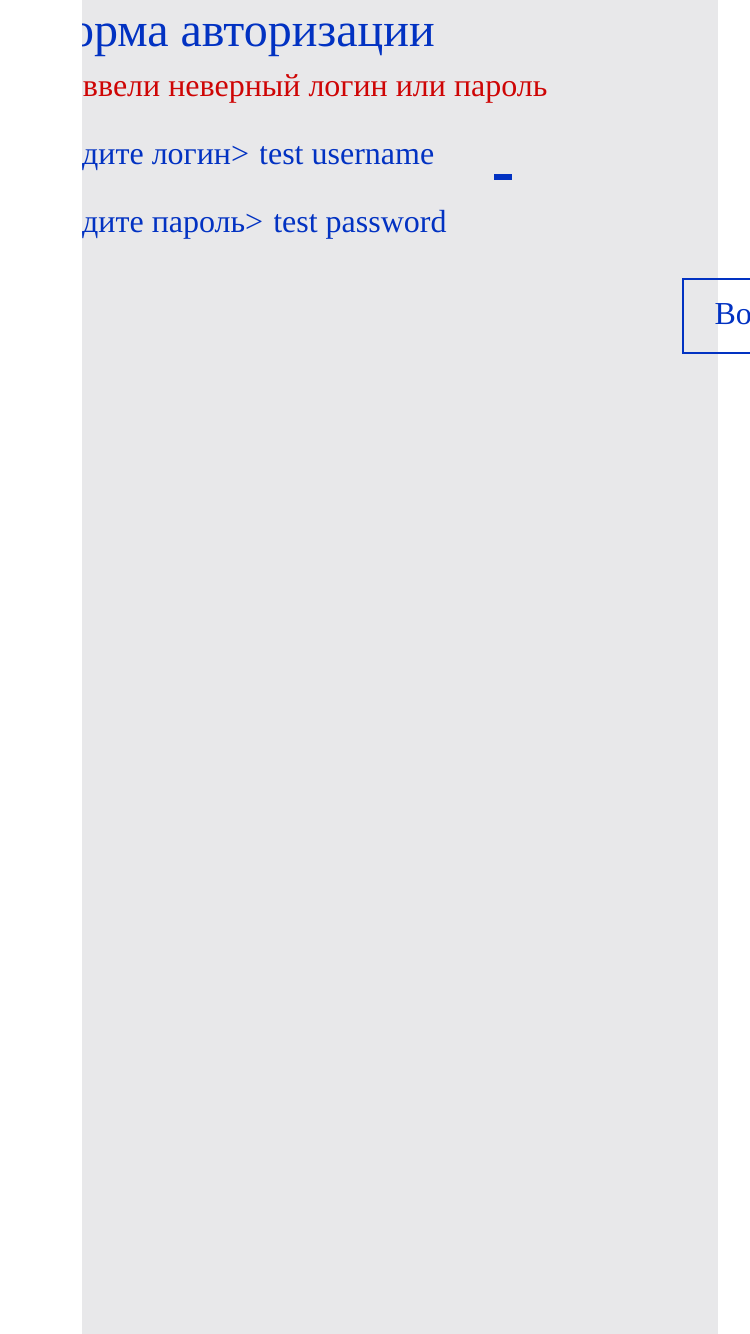 орма авторизации
ввели неверный логин или пароль
дите логин> test username
дите пароль> test password
Во